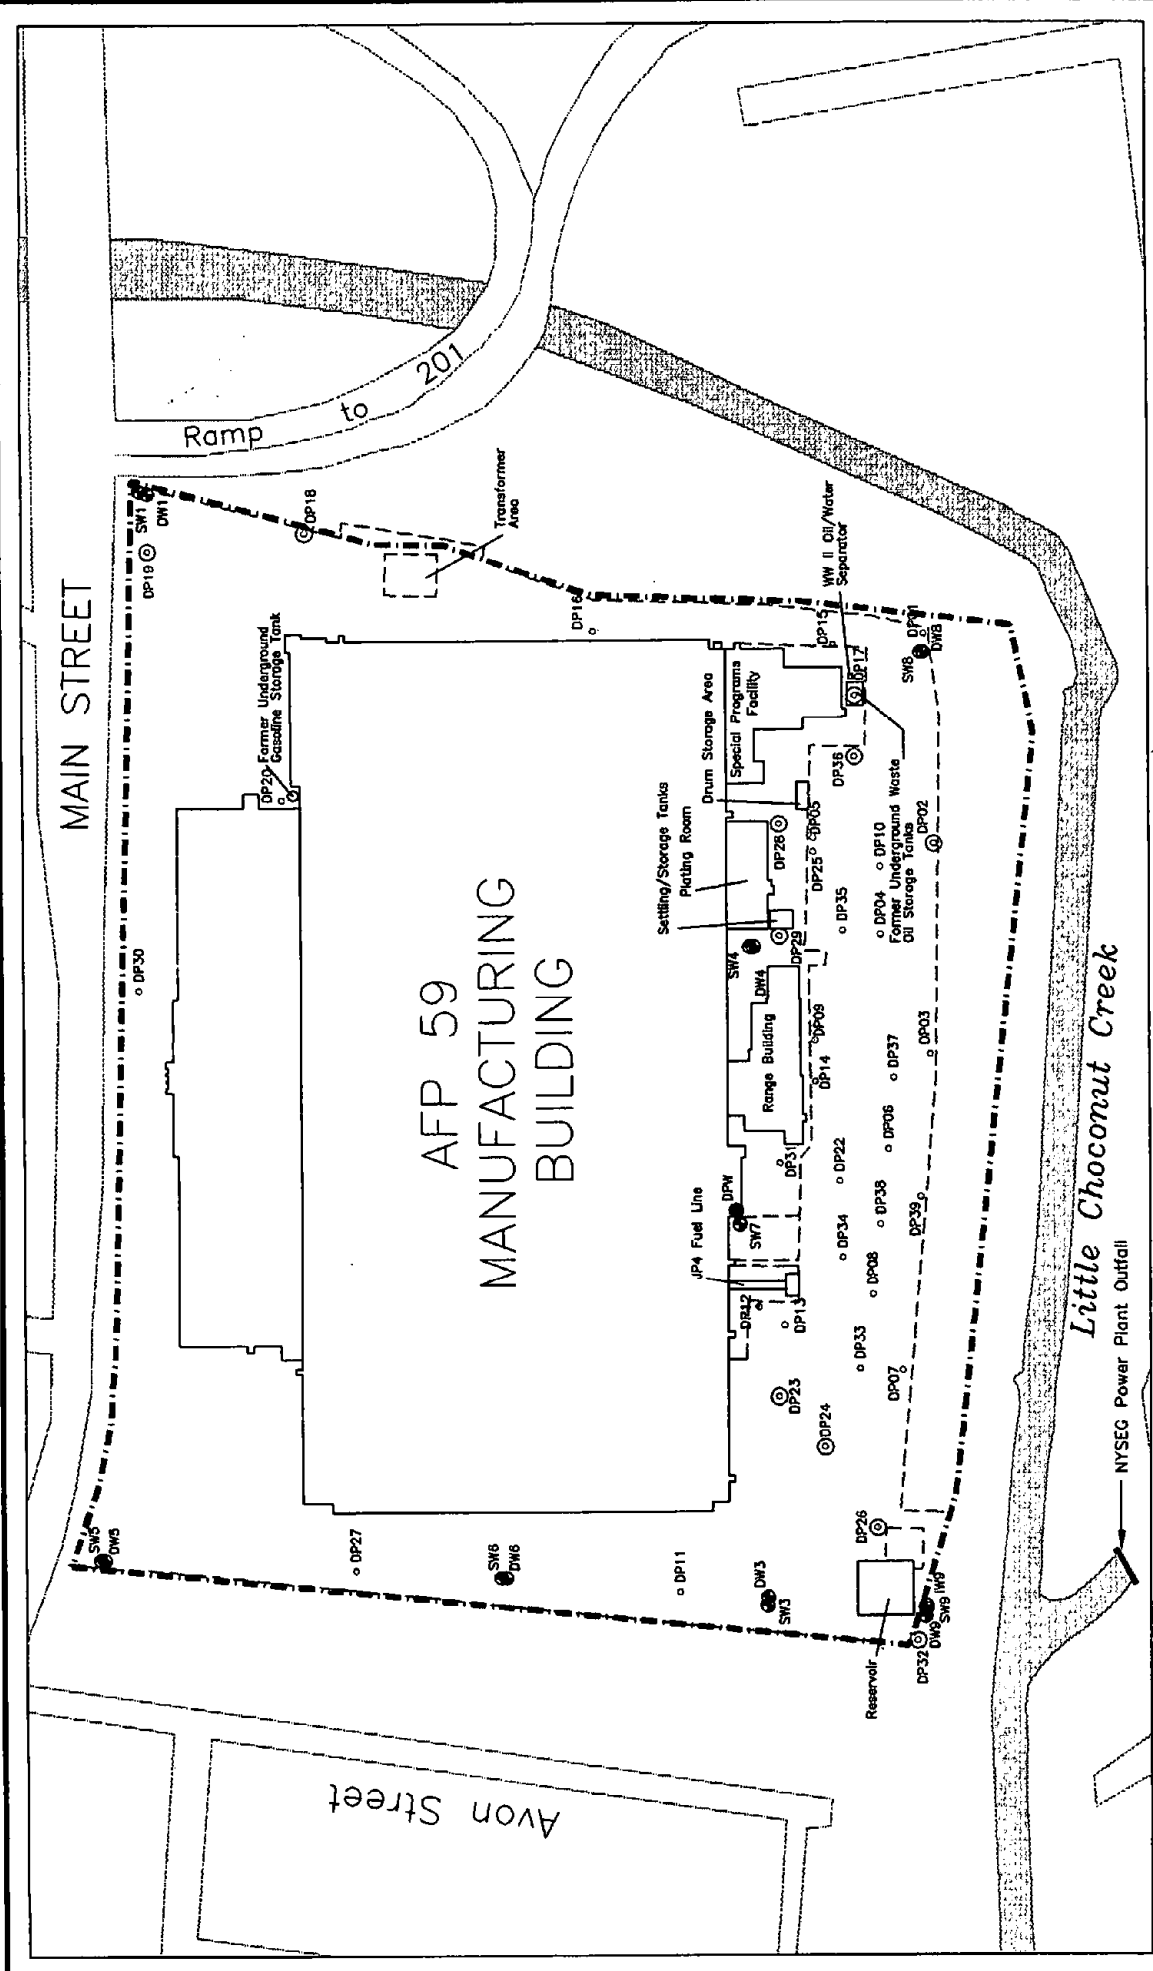 MAIN STREET
Ramp
to
201
SW1
DW1
DP19
DP18
Transformer
Area
DP16
DP15
WW II Oil/Water
Separator
DP17
DP01
DW8
SW8
DP20
Former Underground
Gasoline Storage Tank
Drum Storage Area
Special Programs
Facility
DP36
Settling/Storage Tanks
Plating Room
DP28
DP05
DP25
DP10
DP02
Former Underground Waste
Oil Storage Tanks
DP04
DP35
DP29
SW4
DW4
DP30
AFP 59
MANUFACTURING
BUILDING
Range Building
DP09
DP14
DP03
DP37
DP06
DP31
DP22
DP38
DP39
DPW
SW7
JP4 Fuel Line
DP34
DP08
DP12
DP13
DP33
DP07
DP23
DP24
Little Choconut Creek
NYSEG Power Plant Outfall
SW5
DW5
DP27
SW6
DW6
DP11
DW3
SW3
DP26
Reservoir
IW9
SW9
DW9
DP32
Avon Street